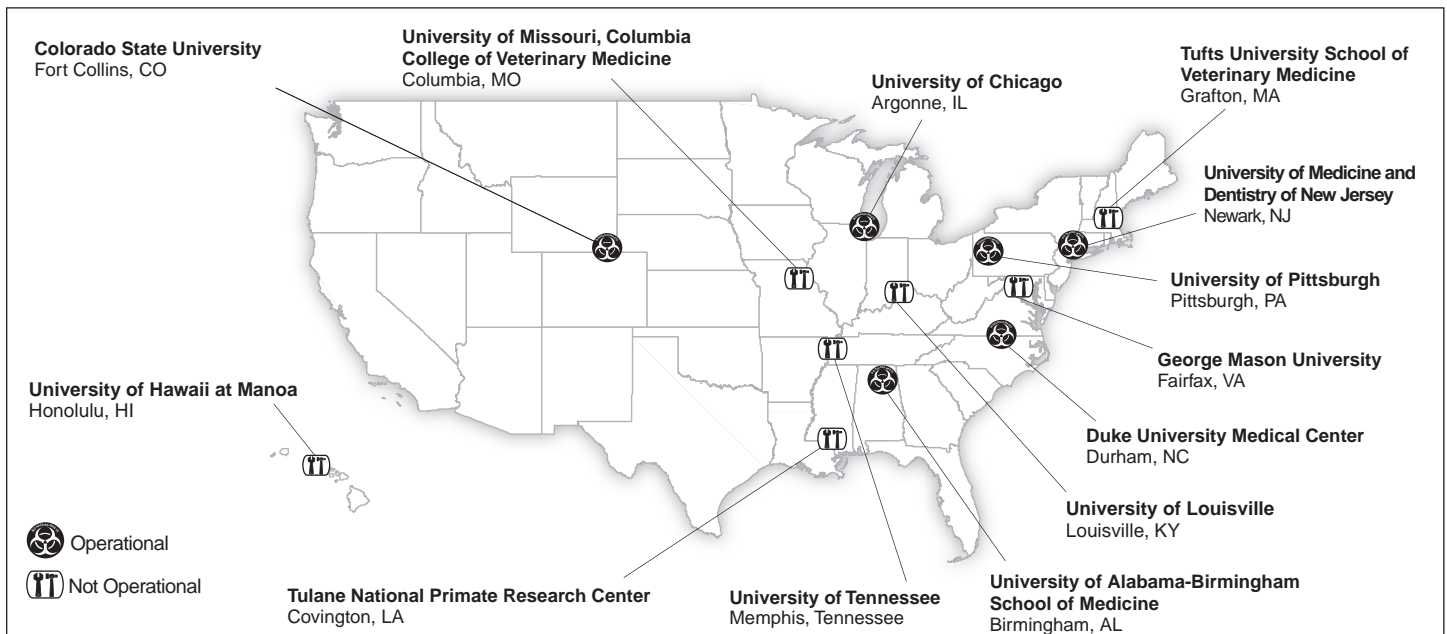 Colorado State University
Fort Collins, CO
University of Missouri, Columbia
College of Veterinary Medicine
Columbia, MO
University of Chicago
Argonne, IL
Tufts University School of
Veterinary Medicine
Grafton, MA
University of Medicine and
Dentistry of New Jersey
Newark, NJ
University of Pittsburgh
Pittsburgh, PA
George Mason University
Fairfax, VA
University of Hawaii at Manoa
Honolulu, HI
Duke University Medical Center
Durham, NC
University of Louisville
Louisville, KY
Operational
Not Operational
Tulane National Primate Research Center
Covington, LA
University of Tennessee
Memphis, Tennessee
University of Alabama-Birmingham
School of Medicine
Birmingham, AL